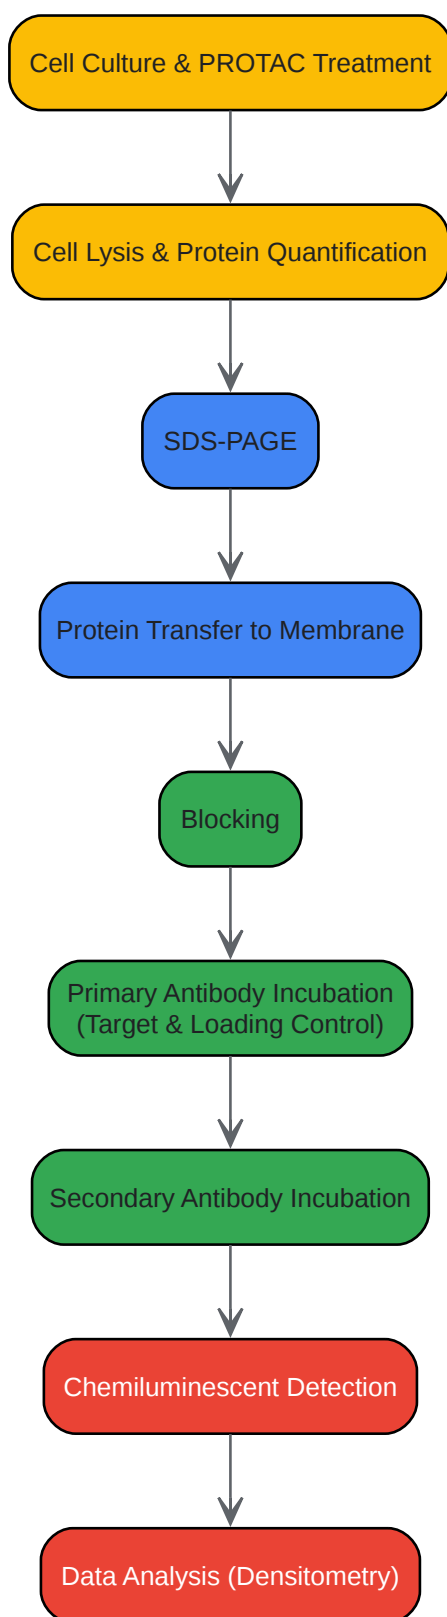 Cell Culture & PROTAC Treatment
Cell Lysis & Protein Quantification
SDS-PAGE
Protein Transfer to Membrane
Blocking
Primary Antibody Incubation
(Target & Loading Control)
Secondary Antibody Incubation
Chemiluminescent Detection
Data Analysis (Densitometry)